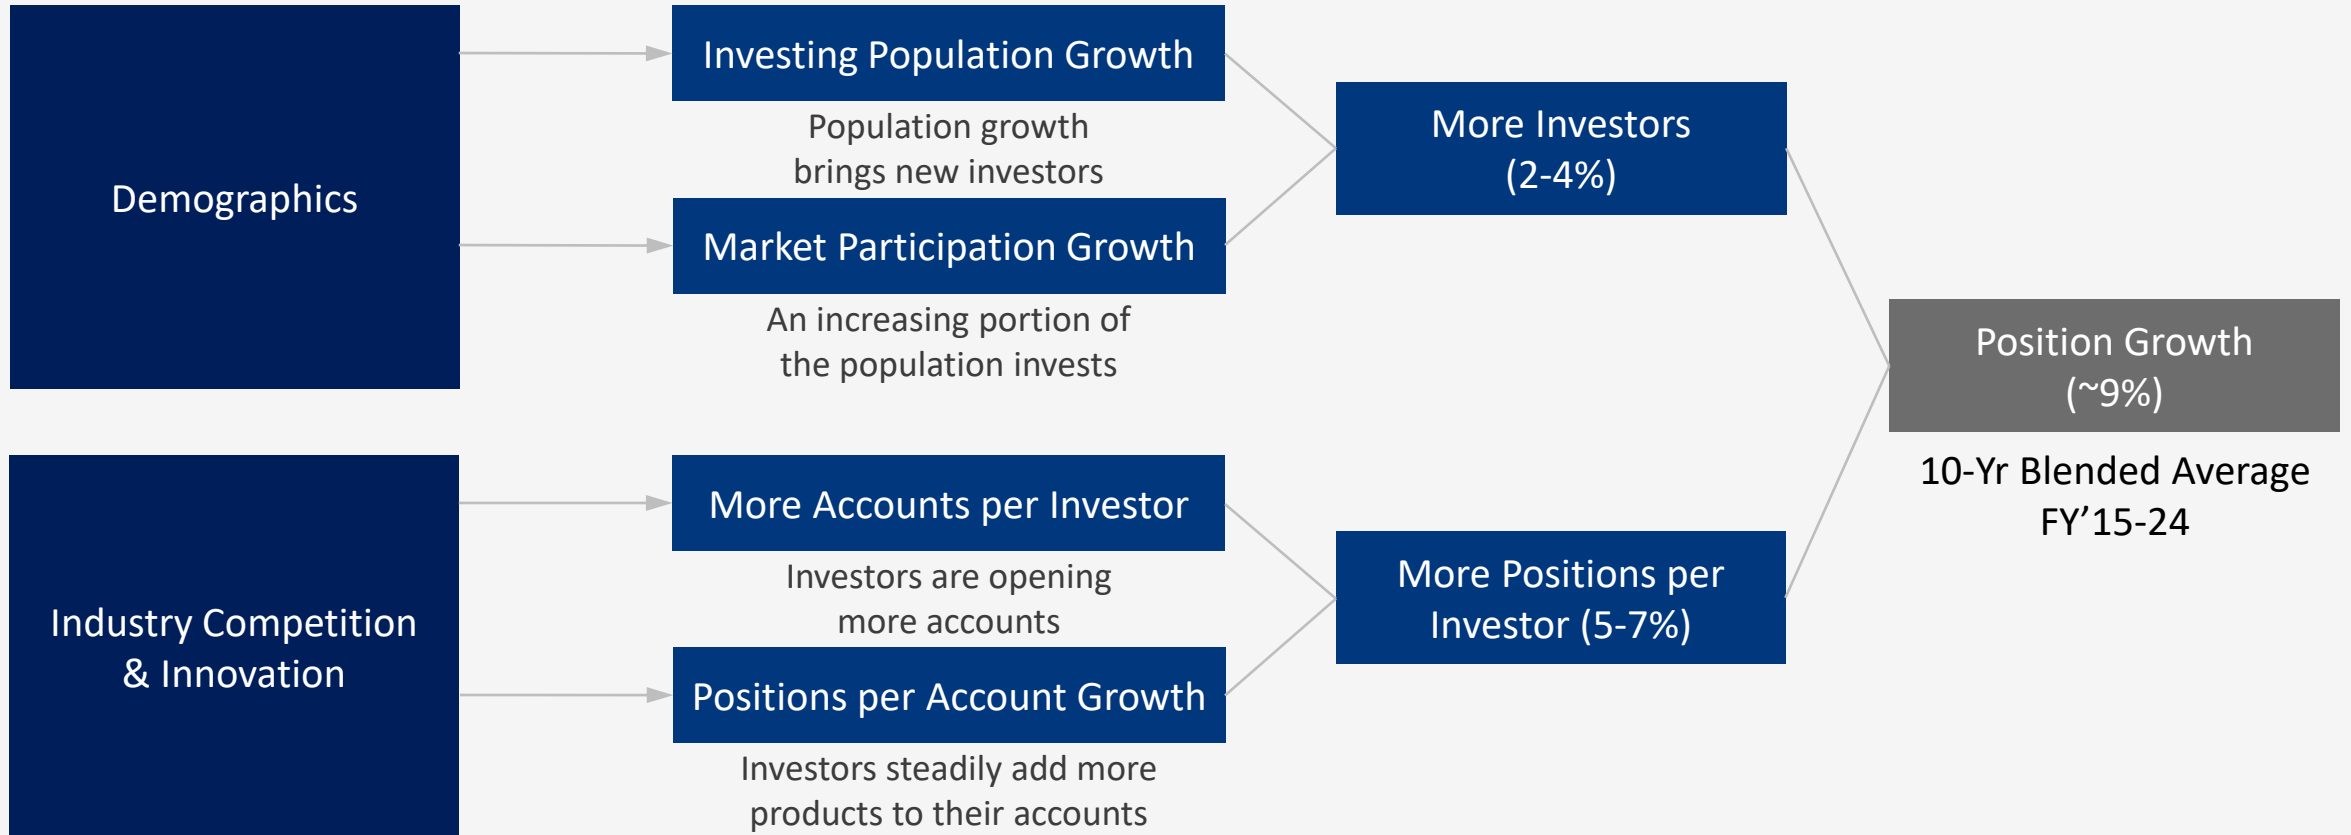 Demographics
Investing Population Growth
Population growth
brings new investors
Market Participation Growth
An increasing portion of
the population invests
More Investors
(2-4%)
Industry Competition
& Innovation
More Accounts per Investor
Investors are opening
more accounts
Positions per Account Growth
Investors steadily add more
products to their accounts
More Positions per
Investor (5-7%)
Position Growth
(~9%)
10-Yr Blended Average
FY’15-24